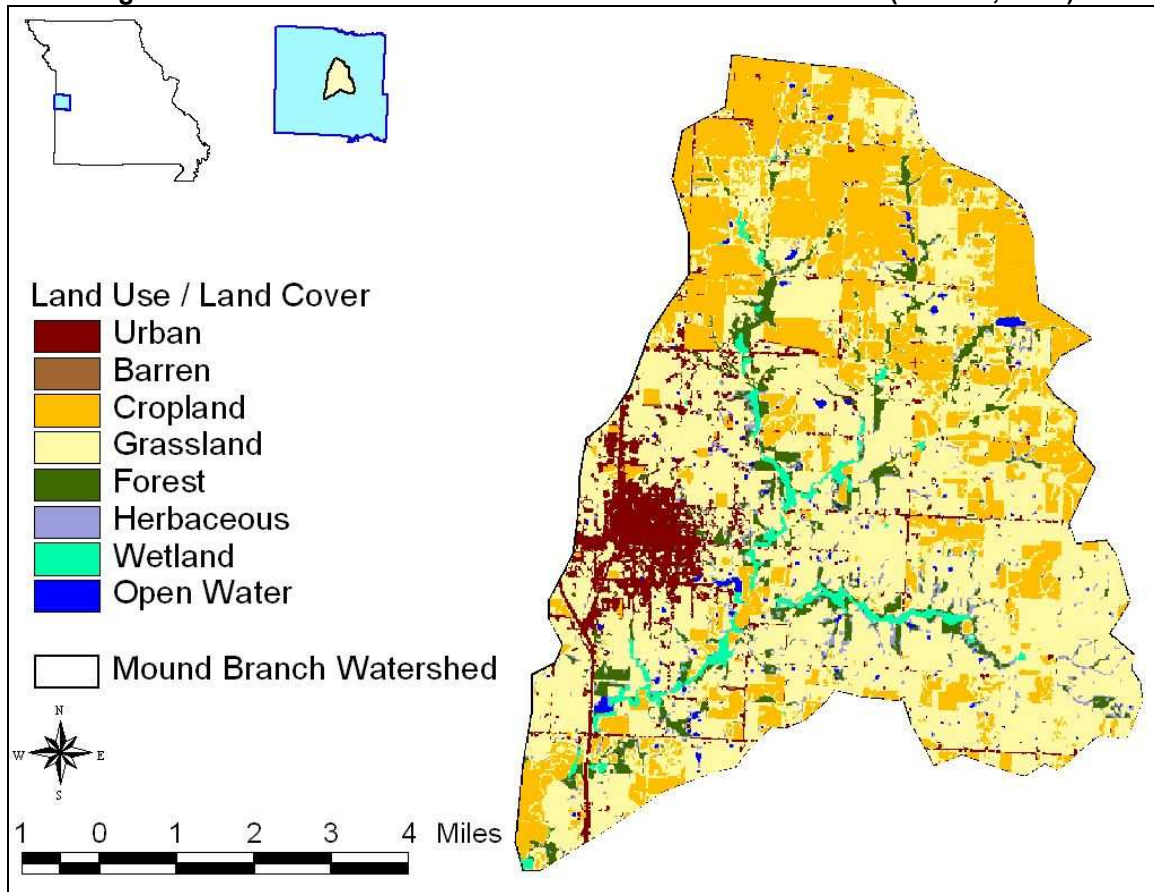 Land Use / Land Cover
Urban
Barren
Cropland
Grassland
Forest
Herbaceous
Wetland
Open Water
Mound Branch Watershed
N
W E
S
1 0 1 2 3 4 Miles